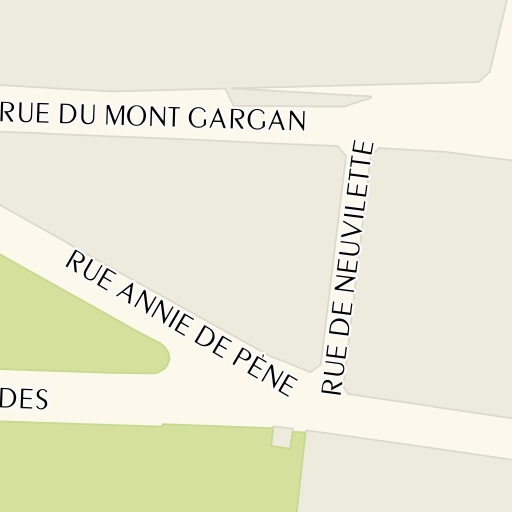 RUE DU MONT GARGAN
RUE DE NEUVILETTE
RUE ANNIE DE PÈNE
DES